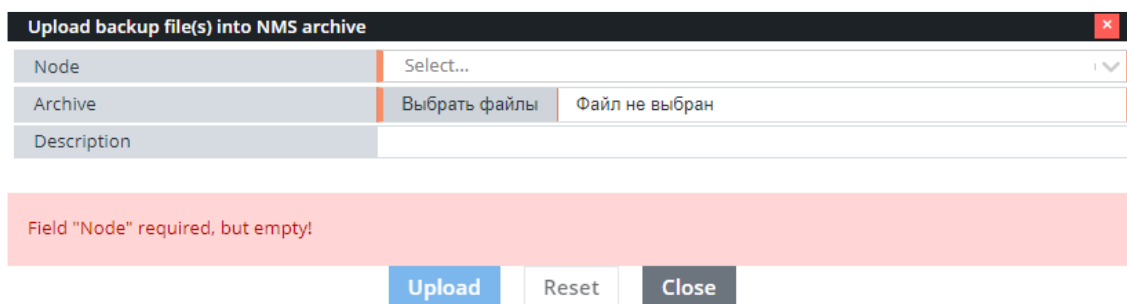 Upload backup file(s) into NMS archive
Node Select...
Archive Выбрать файлы Файл не выбран
Description
Field "Node" required, but empty!
Upload Reset Close